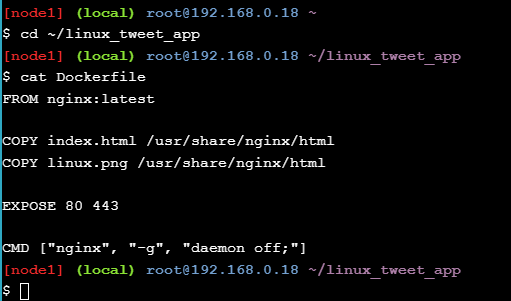 [node1] (local) root@192.168.0.18 ~
$ cd ~/linux_tweet_app
[node1] (local) root@192.168.0.18 ~/linux_tweet_app
$ cat Dockerfile
FROM nginx:latest
COPY index.html /usr/share/nginx/html
COPY linux.png /usr/share/nginx/html
EXPOSE 80 443
CMD ["nginx", "-g", "daemon off;"]
[node1] (local) root@192.168.0.18 ~/linux_tweet_app
$